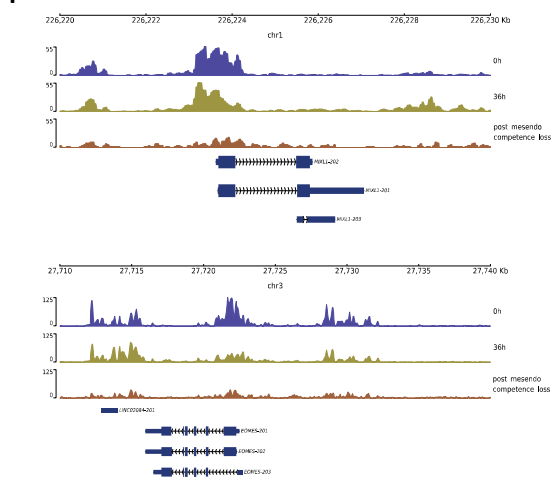 226,220 226,222 226,224 226,226 226,228 226,230 Kb
chr1
55
0
0h
55
0
36h
55
0
post mesendo
competence loss
MIXL1-202
MIXL1-201
MIXL1-203
27,710 27,715 27,720 27,725 27,730 27,735 27,740 Kb
chr3
125
0
0h
125
0
36h
125
0
post mesendo
competence loss
LINC02084-201
EOMES-201
EOMES-202
EOMES-203